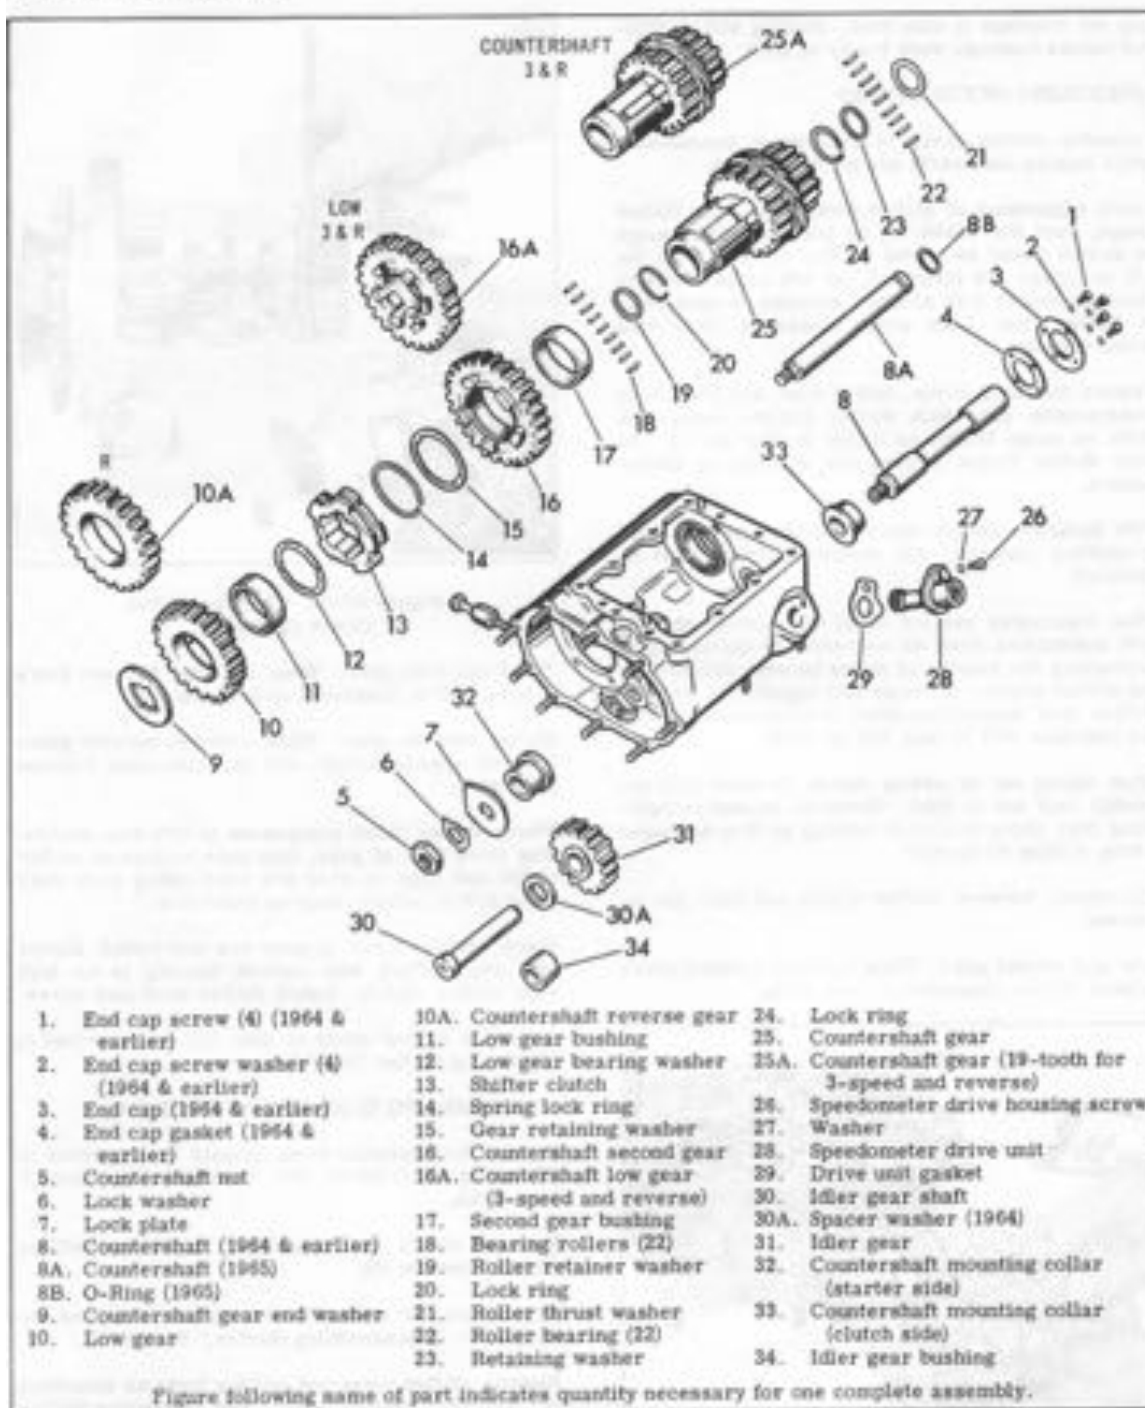 COUNTERSHAFT
3 & R
25A
21
22
23
24
LOW
3 & R
16A
8B
1
2
3
4
25
20
8A
19
18
8
17
33
R
10A
16
15
14
27
26
13
12
29
28
11
32
10
7
9
6
5
31
30A
30
34
1. End cap screw (4) (1964 &
earlier)
2. End cap screw washer (4)
(1964 & earlier)
3. End cap (1964 & earlier)
4. End cap gasket (1964 &
earlier)
5. Countershaft nut
6. Lock washer
7. Lock plate
8. Countershaft (1964 & earlier)
8A. Countershaft (1965)
8B. O-Ring (1965)
9. Countershaft gear end washer
10. Low gear
10A. Countershaft reverse gear
11. Low gear bushing
12. Low gear bearing washer
13. Shifter clutch
14. Spring lock ring
15. Gear retaining washer
16. Countershaft second gear
16A. Countershaft low gear
(3-speed and reverse)
17. Second gear bushing
18. Bearing rollers (22)
19. Roller retainer washer
20. Lock ring
21. Roller thrust washer
22. Roller bearing (22)
23. Retaining washer
24. Lock ring
25. Countershaft gear
25A. Countershaft gear (19-tooth for
3-speed and reverse)
26. Speedometer drive housing screw
27. Washer
28. Speedometer drive unit
29. Drive unit gasket
30. Idler gear shaft
30A. Spacer washer (1964)
31. Idler gear
32. Countershaft mounting collar
(starter side)
33. Countershaft mounting collar
(clutch side)
34. Idler gear bushing
Figure following name of part indicates quantity necessary for one complete assembly.